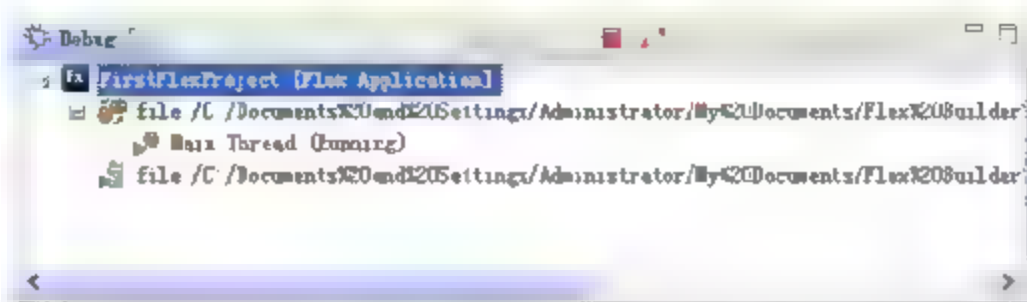 Debug
Fx FirstFlexProject [Flex Application]
file /C /Documents%20and%20Settings/Administrator/My%20Documents/Flex%20Builder
Main Thread (Running)
file /C /Documents%20and%20Settings/Administrator/My%20Documents/Flex%20Builder